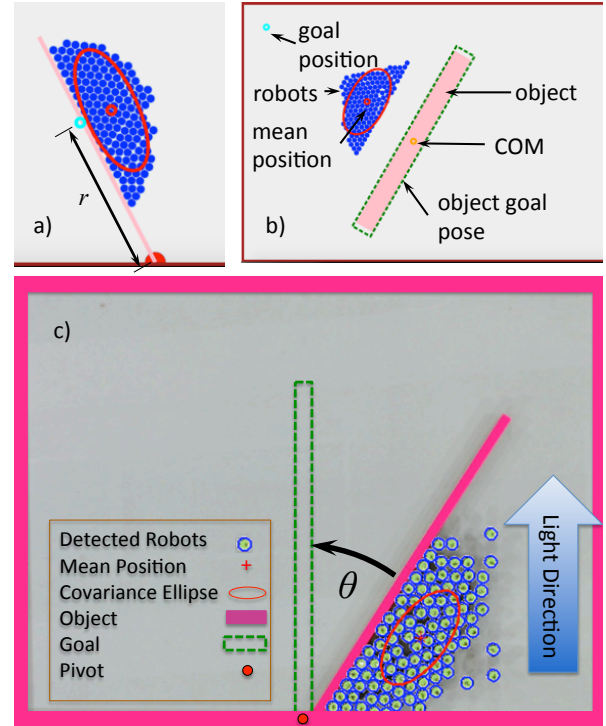 a)
r
b)
goal
position
robots
mean
position
object
COM
object goal
pose
c)
θ
Light Direction
Detected Robots
Mean Position
Covariance Ellipse
Object
Goal
Pivot